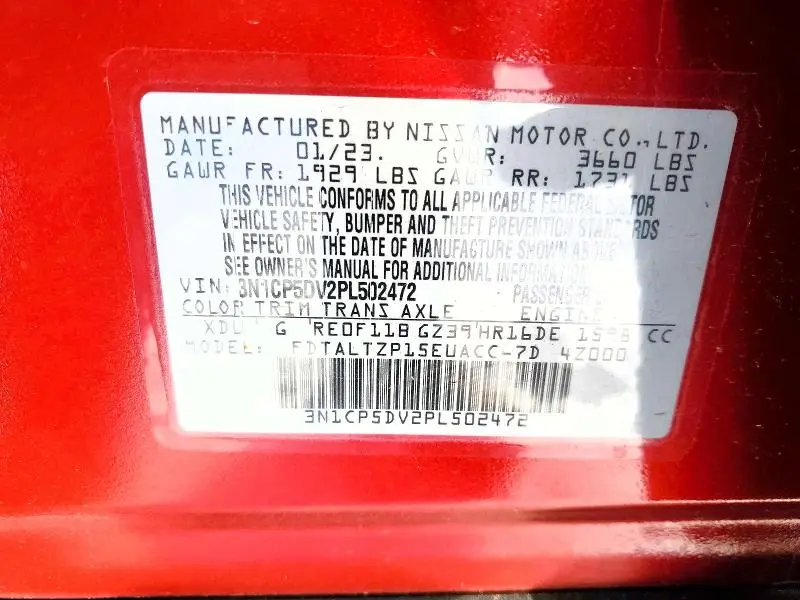 MANUFACTURED BY NISSAN MOTOR CO., LTD.
DATE: 01/23. GVWR: 3660 LBS
GAWR FR: 1929 LBS GAWR RR: 1731 LBS
THIS VEHICLE CONFORMS TO ALL APPLICABLE FEDERAL MOTOR
VEHICLE SAFETY, BUMPER AND THEFT PREVENTION STANDARDS
IN EFFECT ON THE DATE OF MANUFACTURE SHOWN ABOVE
SEE OWNER'S MANUAL FOR ADDITIONAL INFORMATION
VIN: 3N1CP5DV2PL502472 PASSENGER
COLOR TRIM TRANS AXLE ENGINE
XDU G RE0F11B GZ39 HR16DE 1598 CC
MODEL: FDTALTZP15EUACC-7D 4Z000
3N1CP5DV2PL502472